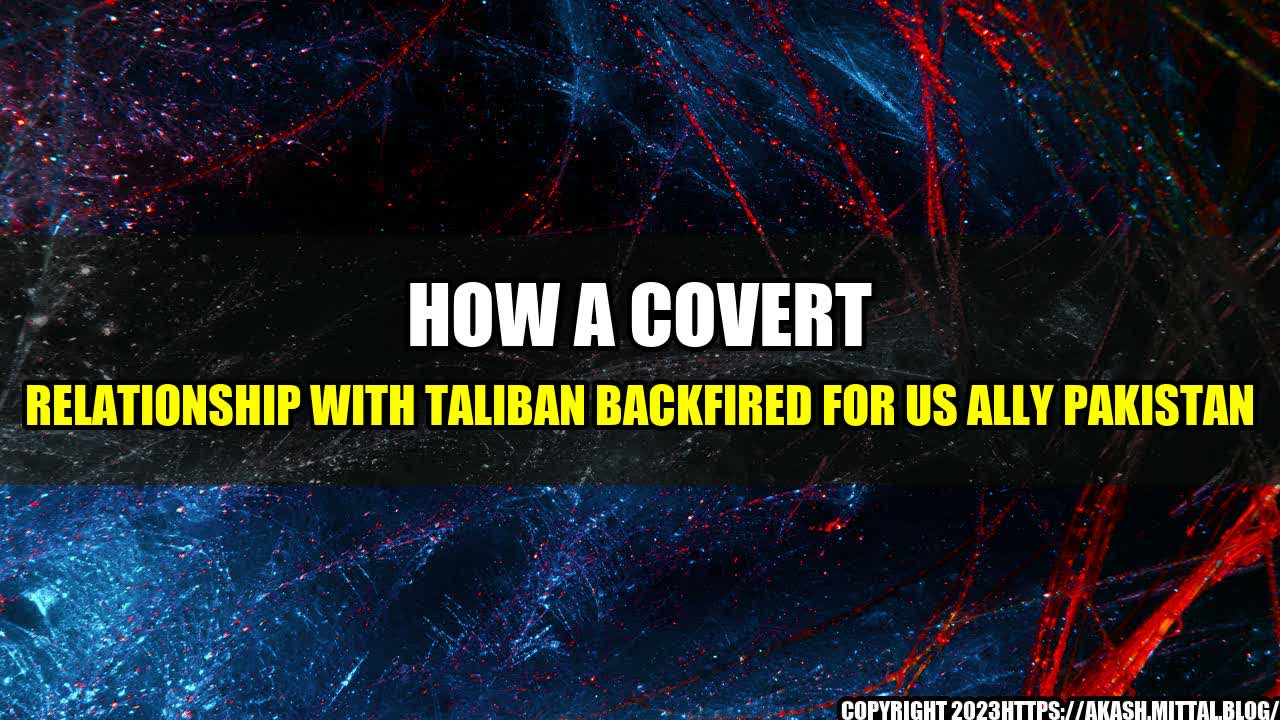 HOW A COVERT
RELATIONSHIP WITH TALIBAN BACKFIRED FOR US ALLY PAKISTAN
COPYRIGHT 2023HTTPS://AKASH.MITTAL.BLOG/